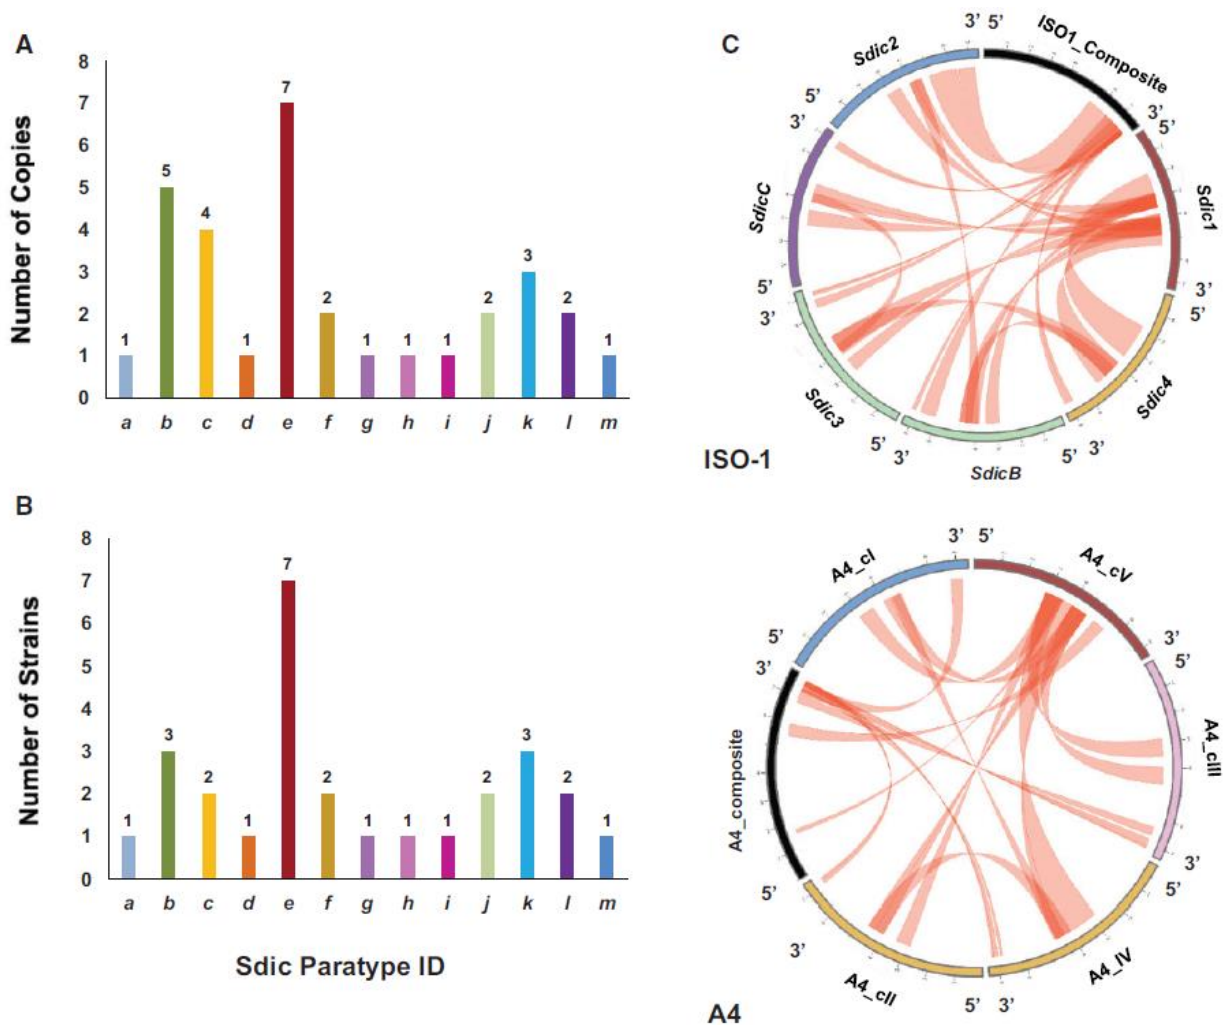 A
Number of Copies
8
7
6
5
4
3
2
1
0
1
5
4
1
7
2
1
1
1
2
3
2
1
a b c d e f g h i j k l m
B
Number of Strains
8
7
6
5
4
3
2
1
0
1
3
2
1
7
2
1
1
1
2
3
2
1
a b c d e f g h i j k l m
Sdic Paratype ID
C
3’ 5’
ISO1_Composite
3’
5’
Sdic1
3’
5’
Sdic4
3’
5’
SdicB
3’
5’
Sdic3
3’
5’
SdicC
3’
5’
Sdic2
ISO-1
3’ 5’
A4_cV
3’
5’
A4_cIII
3’
5’
A4_IV
3’
5’
A4_cII
3’
5’
A4_composite
3’
5’
A4_cI
A4